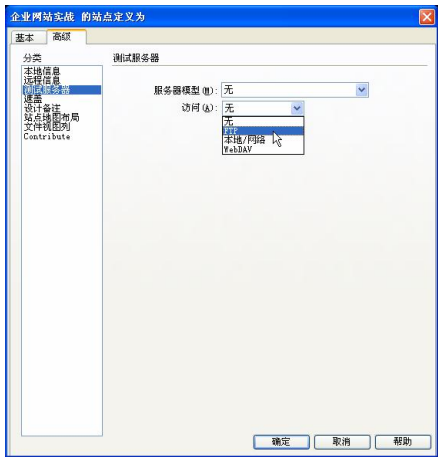 企业网站实战 的站点定义为
基本 高级
分类
本地信息
远程信息
测试服务器
遮盖
设计备注
站点地图布局
文件视图列
Contribute
测试服务器
服务器模型(M): 无
访问(A): 无
无
FTP
本地/网络
WebDAV
确定 取消 帮助